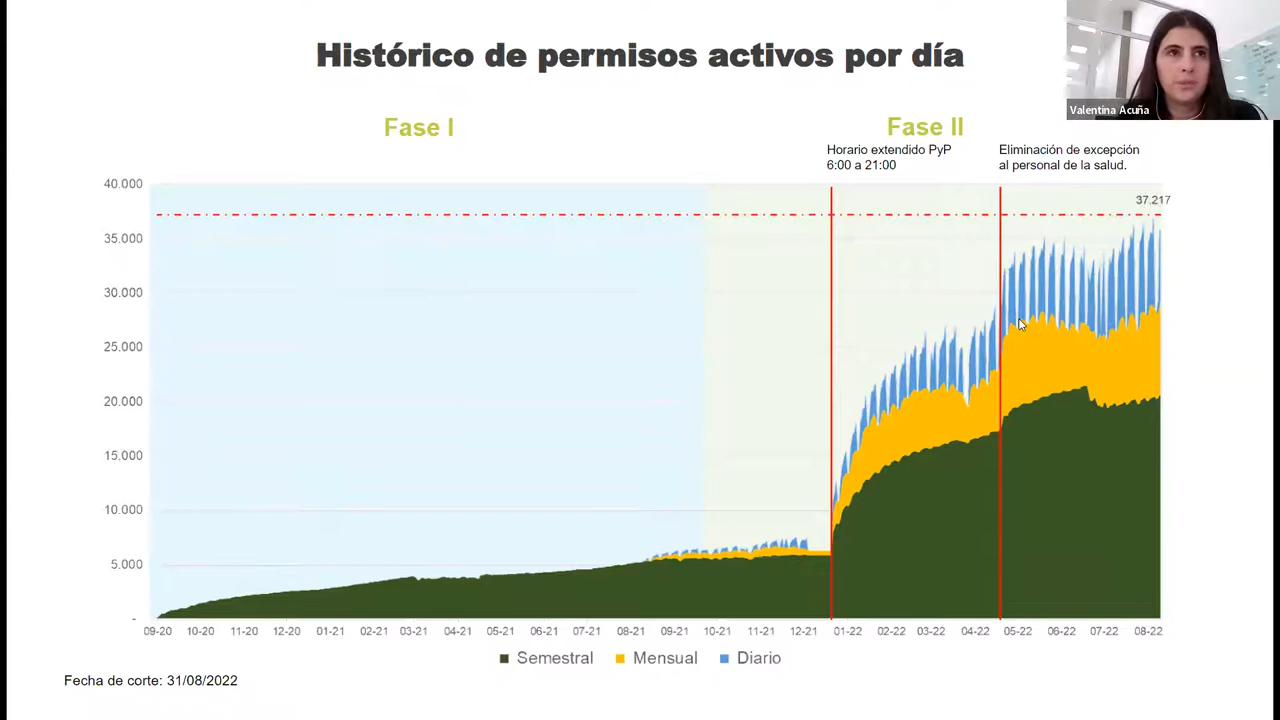 Histórico de permisos activos por día
Valentina Acuña
Fase I
Fase II
Horario extendido PyP
6:00 a 21:00
Eliminación de excepción
al personal de la salud.
40.000
37.217
35.000
30.000
25.000
20.000
15.000
10.000
5.000
-
09-20 10-20 11-20 12-20 01-21 02-21 03-21 04-21 05-21 06-21 07-21 08-21 09-21 10-21 11-21 12-21 01-22 02-22 03-22 04-22 05-22 06-22 07-22 08-22
Semestral Mensual Diario
Fecha de corte: 31/08/2022